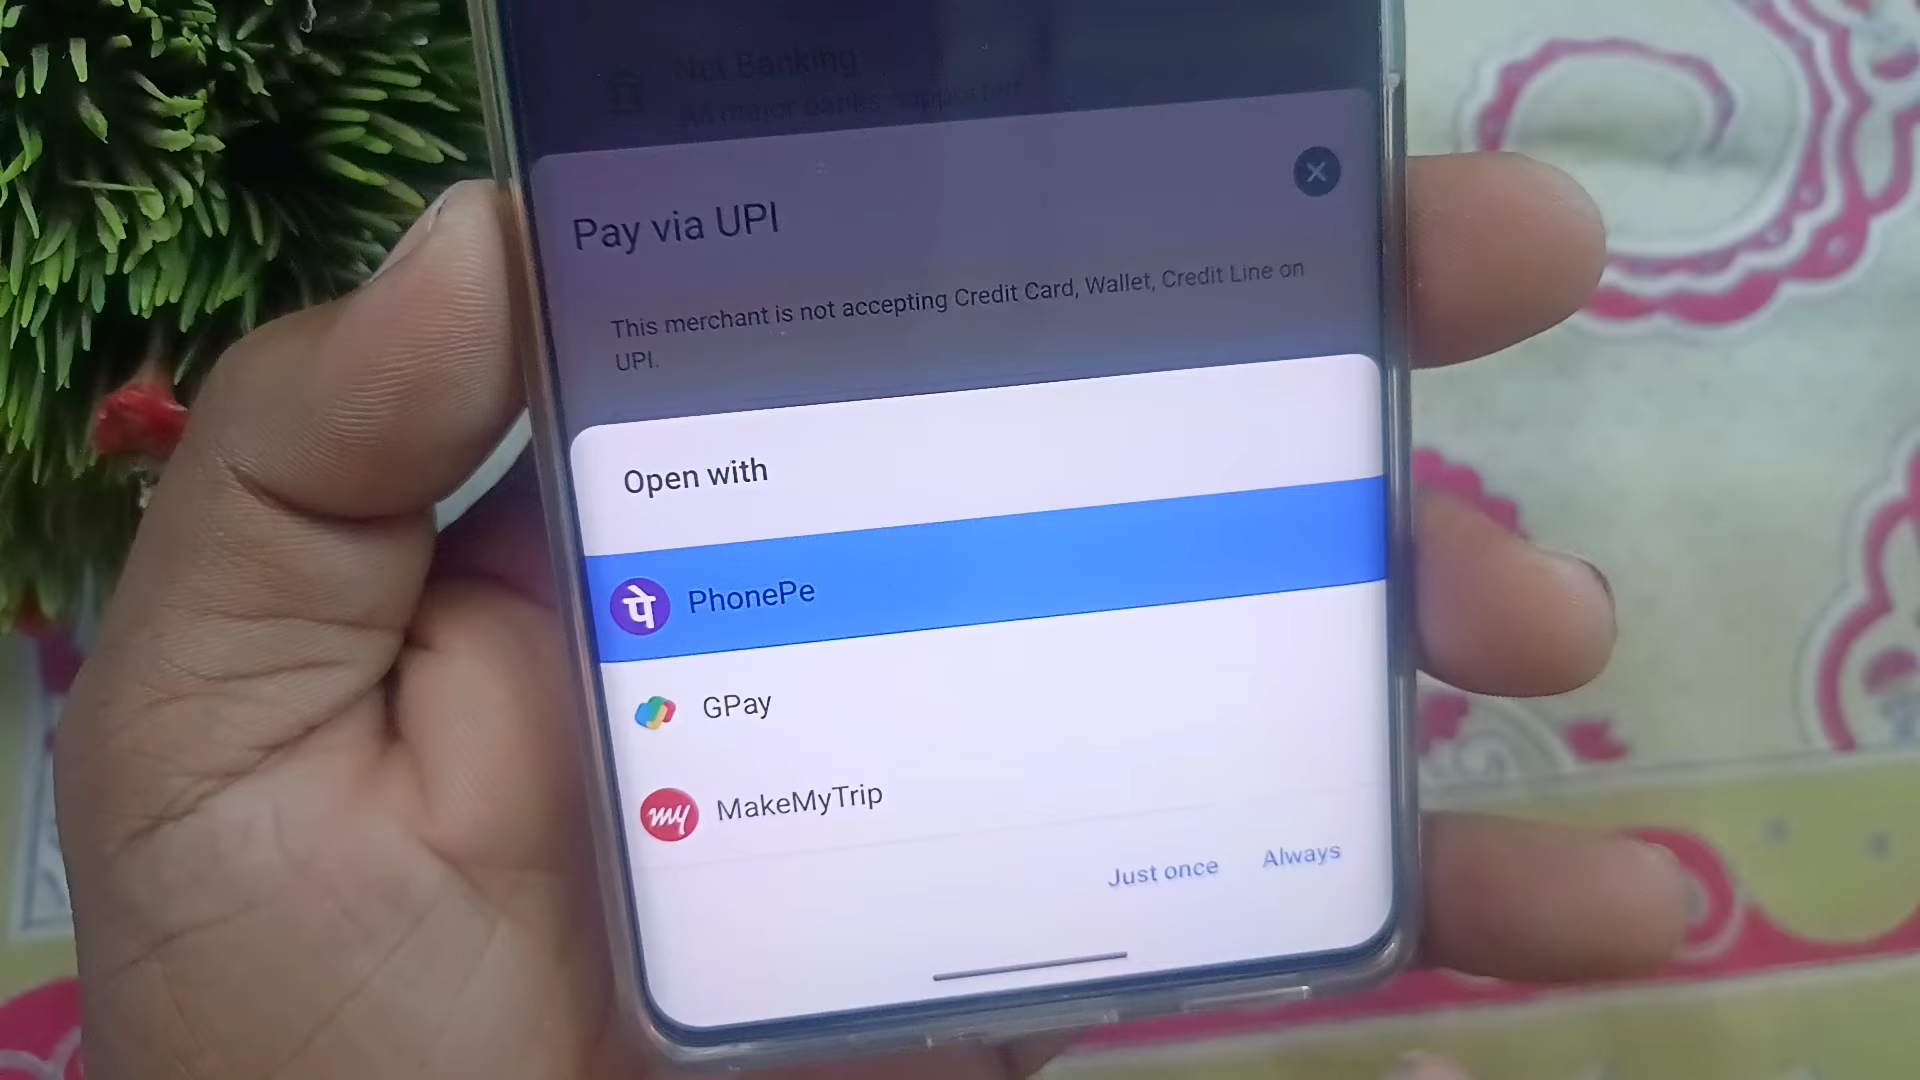 Net Banking
All major banks supported
Pay via UPI
This merchant is not accepting Credit Card, Wallet, Credit Line on
UPI.
Open with
पे PhonePe
GPay
my MakeMyTrip
Just once Always